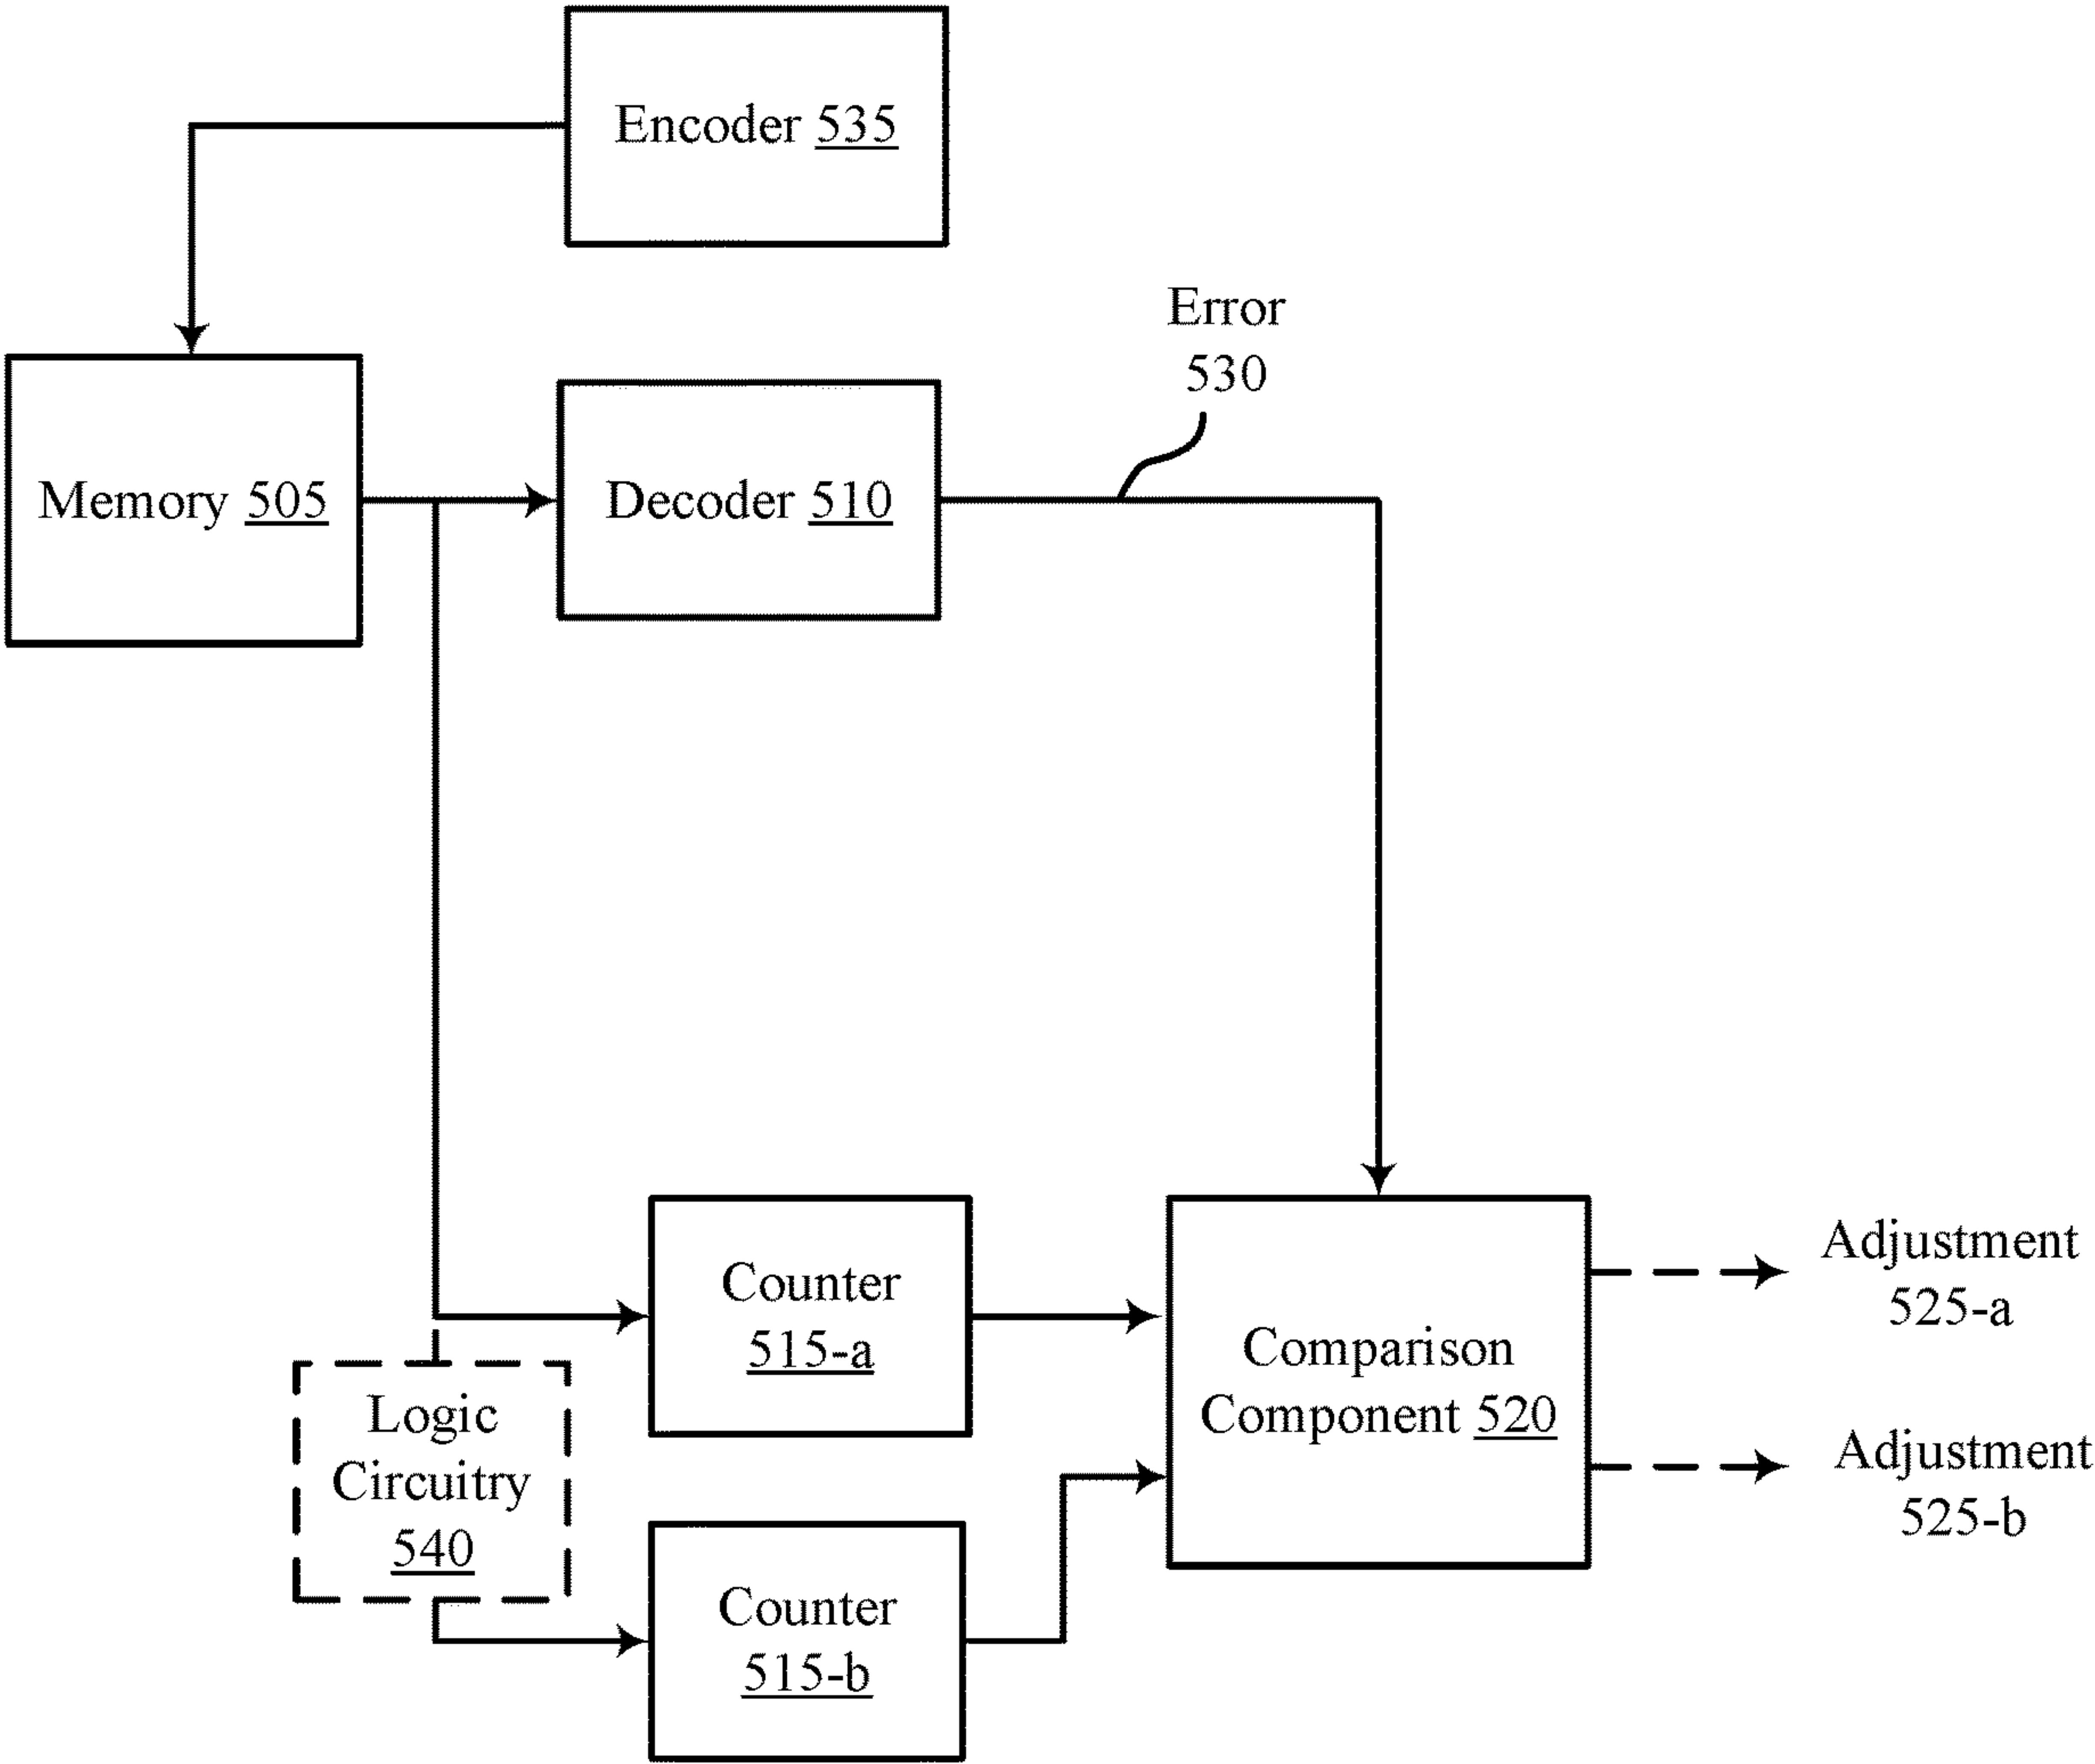 Encoder 535
Error
530
Memory 505
Decoder 510
Counter
515-a
Comparison
Component 520
Adjustment
525-a
Adjustment
525-b
Logic
Circuitry
540
Counter
515-b